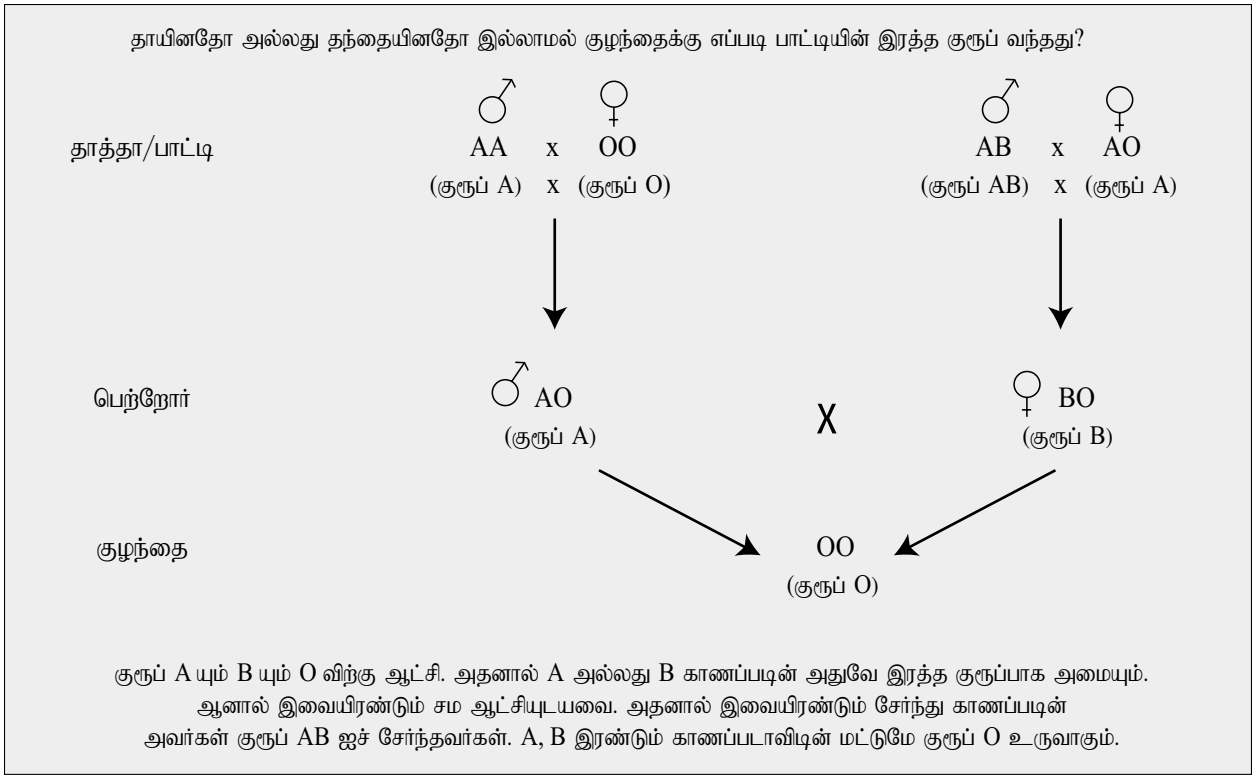 தாயினதோ அல்லது தந்தையினதோ இல்லாமல் குழந்தைக்கு எப்படி பாட்டியின் இரத்த குரூப் வந்தது?
தாத்தா/பாட்டி AA x OO AB x AO
(குரூப் A) x (குரூப் O) (குரூப் AB) x (குரூப் A)
பெற்றோர் AO X BO
(குரூப் A) (குரூப் B)
குழந்தை OO
(குரூப் O)
குரூப் A யும் B யும் O விற்கு ஆட்சி. அதனால் A அல்லது B காணப்படின் அதுவே இரத்த குரூப்பாக அமையும்.
ஆனால் இவையிரண்டும் சம ஆட்சியுடயவை. அதனால் இவையிரண்டும் சேர்ந்து காணப்படின்
அவர்கள் குரூப் AB ஐச் சேர்ந்தவர்கள். A, B இரண்டும் காணப்படாவிடின் மட்டுமே குரூப் O உருவாகும்.